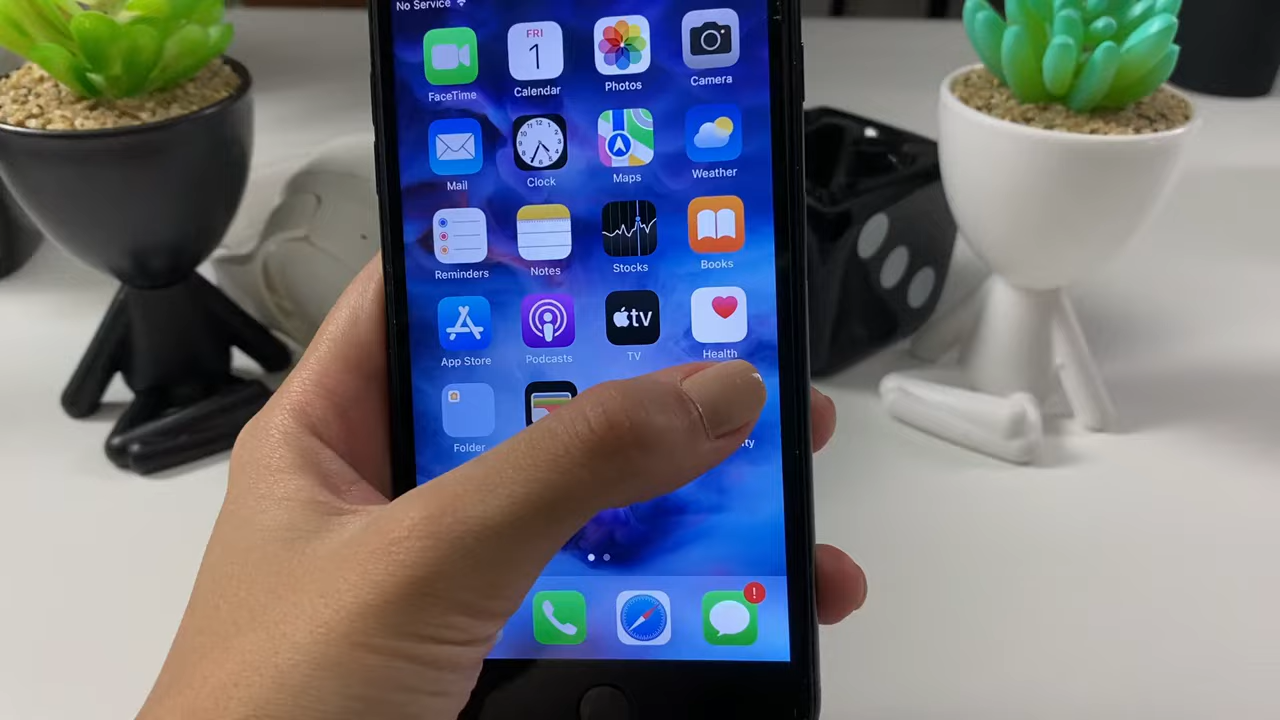 No Service
FRI
1
FaceTime
Calendar
Photos
Camera
Mail
Clock
Maps
Weather
Reminders
Notes
Stocks
Books
tv
App Store
Podcasts
TV
Health
Folder
ty
!